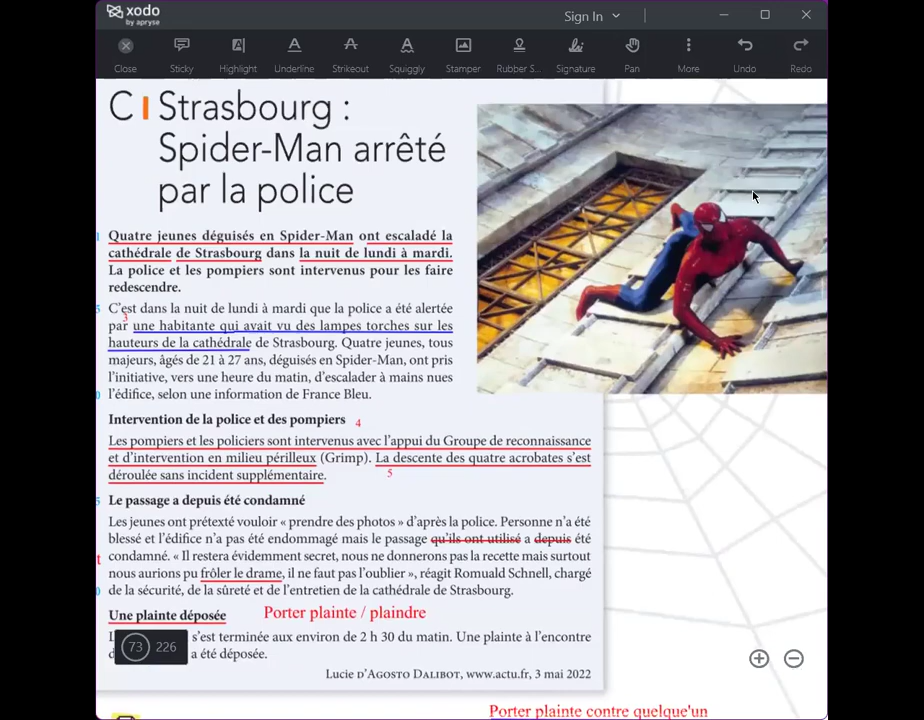 xodo
by apryse
Sign In
Close
Sticky
Highlight
Underline
Strikeout
Squiggly
Stamper
Rubber S...
Signature
Pan
More
Undo
Redo
C Strasbourg :
Spider-Man arrêté
par la police
1 Quatre jeunes déguisés en Spider-Man ont escaladé la
cathédrale de Strasbourg dans la nuit de lundi à mardi.
La police et les pompiers sont intervenus pour les faire
redescendre.
5 C'est dans la nuit de lundi à mardi que la police a été alertée
3
par une habitante qui avait vu des lampes torches sur les
hauteurs de la cathédrale de Strasbourg. Quatre jeunes, tous
majeurs, âgés de 21 à 27 ans, déguisés en Spider-Man, ont pris
l'initiative, vers une heure du matin, d'escalader à mains nues
0 l'édifice, selon une information de France Bleu.
Intervention de la police et des pompiers 4
Les pompiers et les policiers sont intervenus avec l'appui du Groupe de reconnaissance
et d'intervention en milieu périlleux (Grimp). La descente des quatre acrobates s'est
déroulée sans incident supplémentaire. 5
5 Le passage a depuis été condamné
Les jeunes ont prétexté vouloir « prendre des photos » d'après la police. Personne n'a été
blessé et l'édifice n'a pas été endommagé mais le passage qu'ils ont utilisé a depuis été
t condamné. « Il restera évidemment secret, nous ne donnerons pas la recette mais surtout
nous aurions pu frôler le drame, il ne faut pas l'oublier », réagit Romuald Schnell, chargé
0 de la sécurité, de la sûreté et de l'entretien de la cathédrale de Strasbourg.
Une plainte déposée Porter plainte / plaindre
s'est terminée aux environ de 2 h 30 du matin. Une plainte à l'encontre
73 226
a été déposée.
Lucie D'AGOSTO DALIBOT, www.actu.fr, 3 mai 2022
Porter plainte contre quelque'un